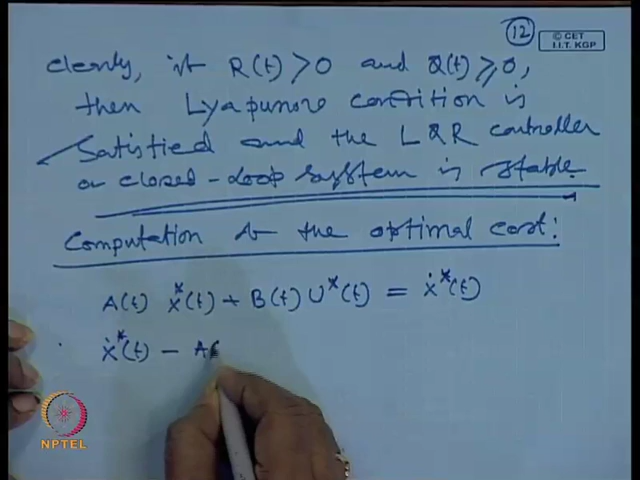 12
© CET
I.I.T. KGP
clearly, if R(t) > 0 and Q(t) ≥ 0,
then Lyapunov condition is
satisfied and the LQR controller
or closed-loop system is stable
Computation of the optimal cost:
A(t) x*(t) + B(t) U*(t) = ẋ*(t)
ẋ*(t) - A(
NPTEL